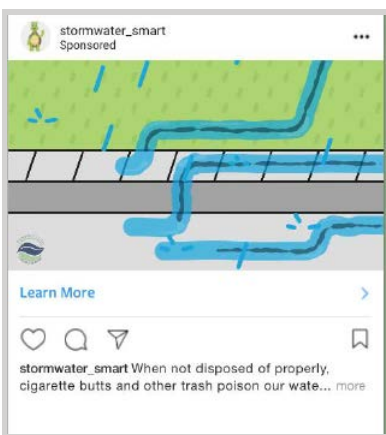 stormwater_smart
Sponsored
Learn More
stormwater_smart When not disposed of properly,
cigarette butts and other trash poison our wate... more